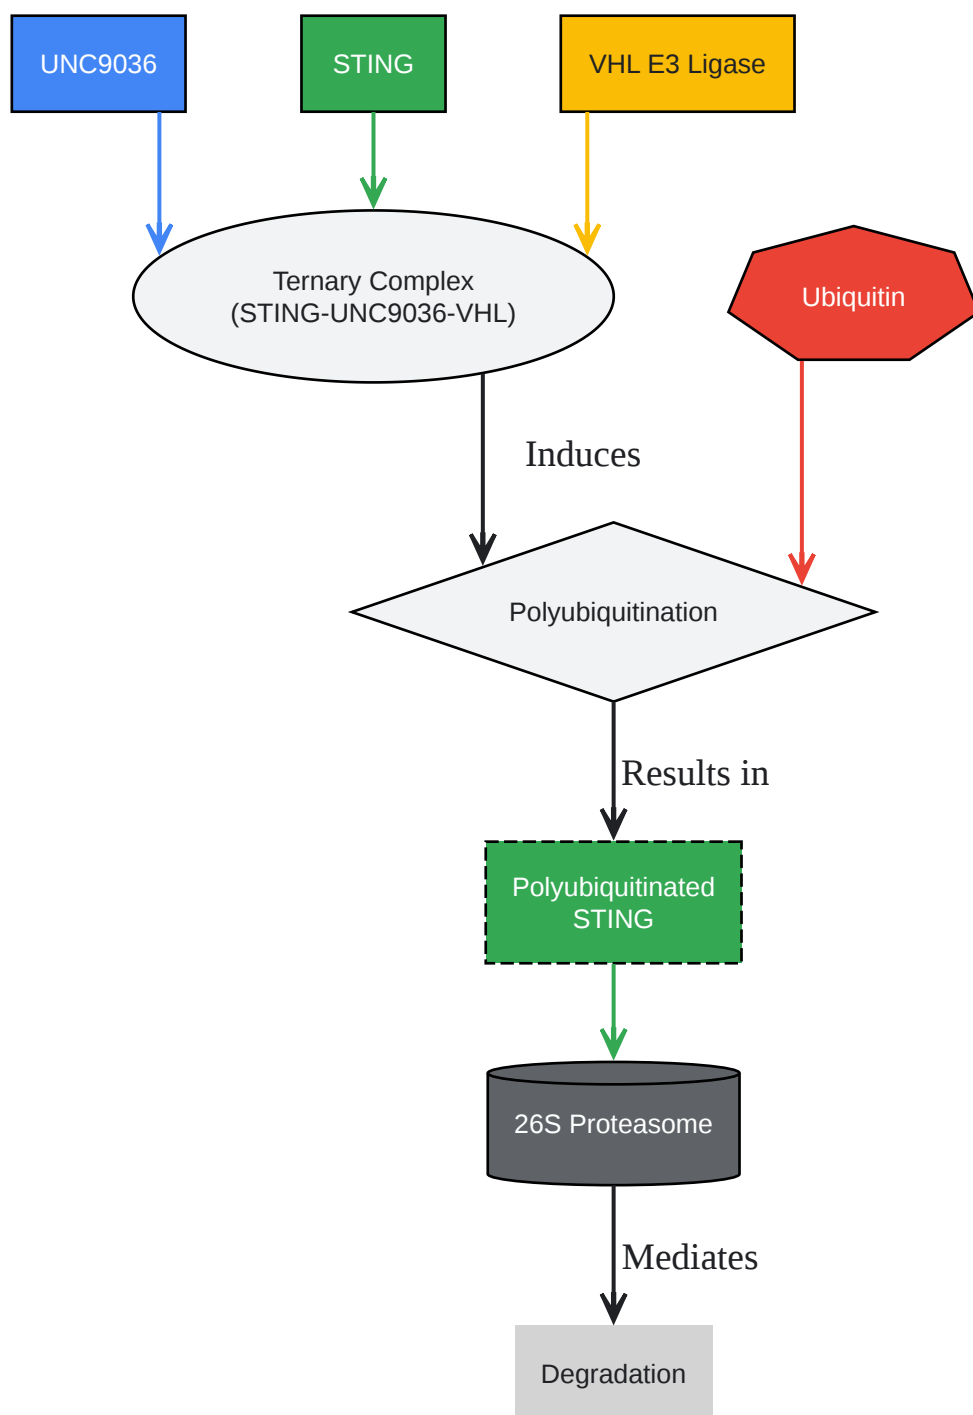 UNC9036
STING
VHL E3 Ligase
Ternary Complex
(STING-UNC9036-VHL)
Ubiquitin
Induces
Polyubiquitination
Results in
Polyubiquitinated
STING
26S Proteasome
Mediates
Degradation